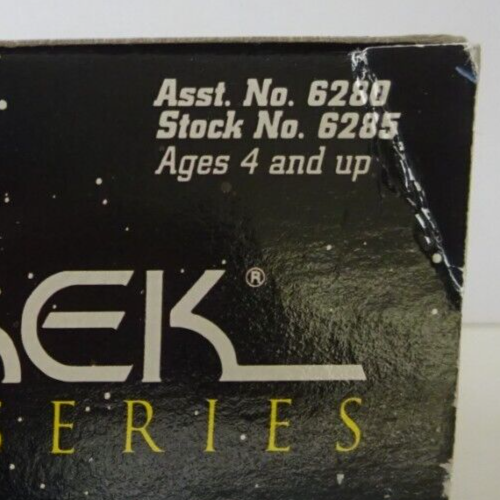 Asst. No. 6280
Stock No. 6285
Ages 4 and up
EK®
SERIES